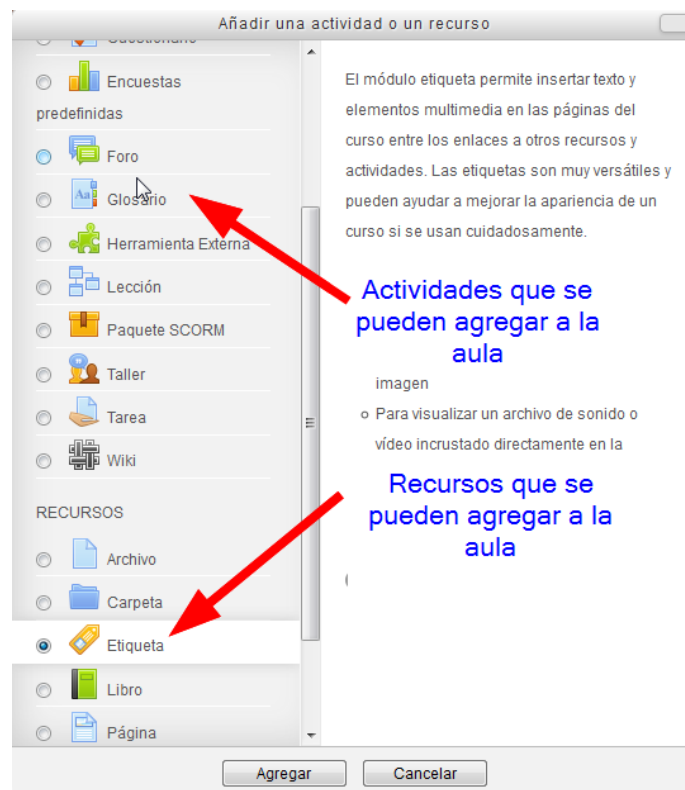 Añadir una actividad o un recurso
Cuestionario
Encuestas
predefinidas
Foro
Glosario
Herramienta Externa
Lección
Paquete SCORM
Taller
Tarea
Wiki
RECURSOS
Archivo
Carpeta
Etiqueta
Libro
Página
El módulo etiqueta permite insertar texto y
elementos multimedia en las páginas del
curso entre los enlaces a otros recursos y
actividades. Las etiquetas son muy versátiles y
pueden ayudar a mejorar la apariencia de un
curso si se usan cuidadosamente.
Actividades que se
pueden agregar a la
aula
imagen
Para visualizar un archivo de sonido o
vídeo incrustado directamente en la
Recursos que se
pueden agregar a la
aula
Agregar
Cancelar